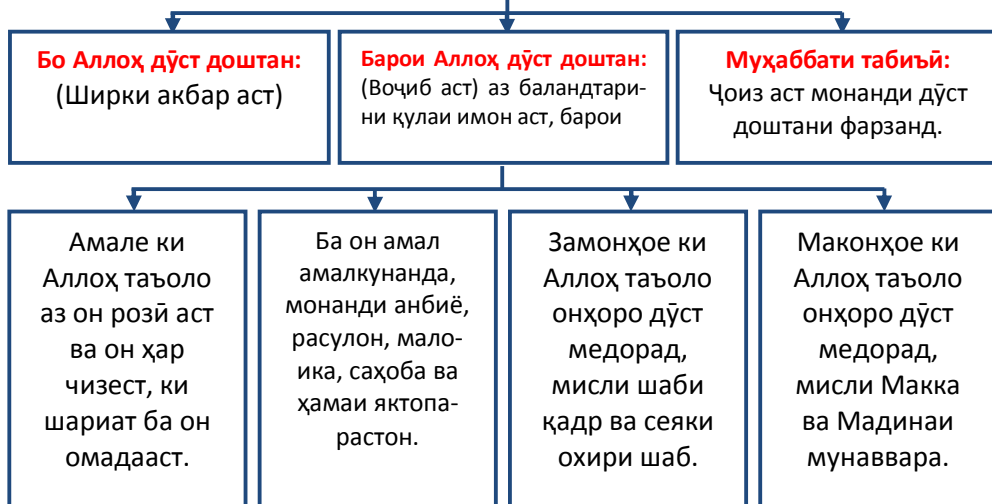 Бо Аллоҳ дӯст доштан:
(Ширки акбар аст)
Барои Аллоҳ дӯст доштан:
(Воҷиб аст) аз баландтари-
ни қулаи имон аст, барои
Муҳаббати табиъӣ:
Ҷоиз аст монанди дӯст
доштани фарзанд.
Амале ки
Аллоҳ таъоло
аз он розӣ аст
ва он ҳар
чизест, ки
шариат ба он
омадааст.
Ба он амал
амалкунанда,
монанди анбиё,
расулон, мало-
ика, саҳоба ва
ҳамаи яктопа-
растон.
Замонҳое ки
Аллоҳ таъоло
онҳоро дӯст
медорад,
мисли шаби
қадр ва сеяки
охири шаб.
Маконҳое ки
Аллоҳ таъоло
онҳоро дӯст
медорад,
мисли Макка
ва Мадинаи
мунаввара.